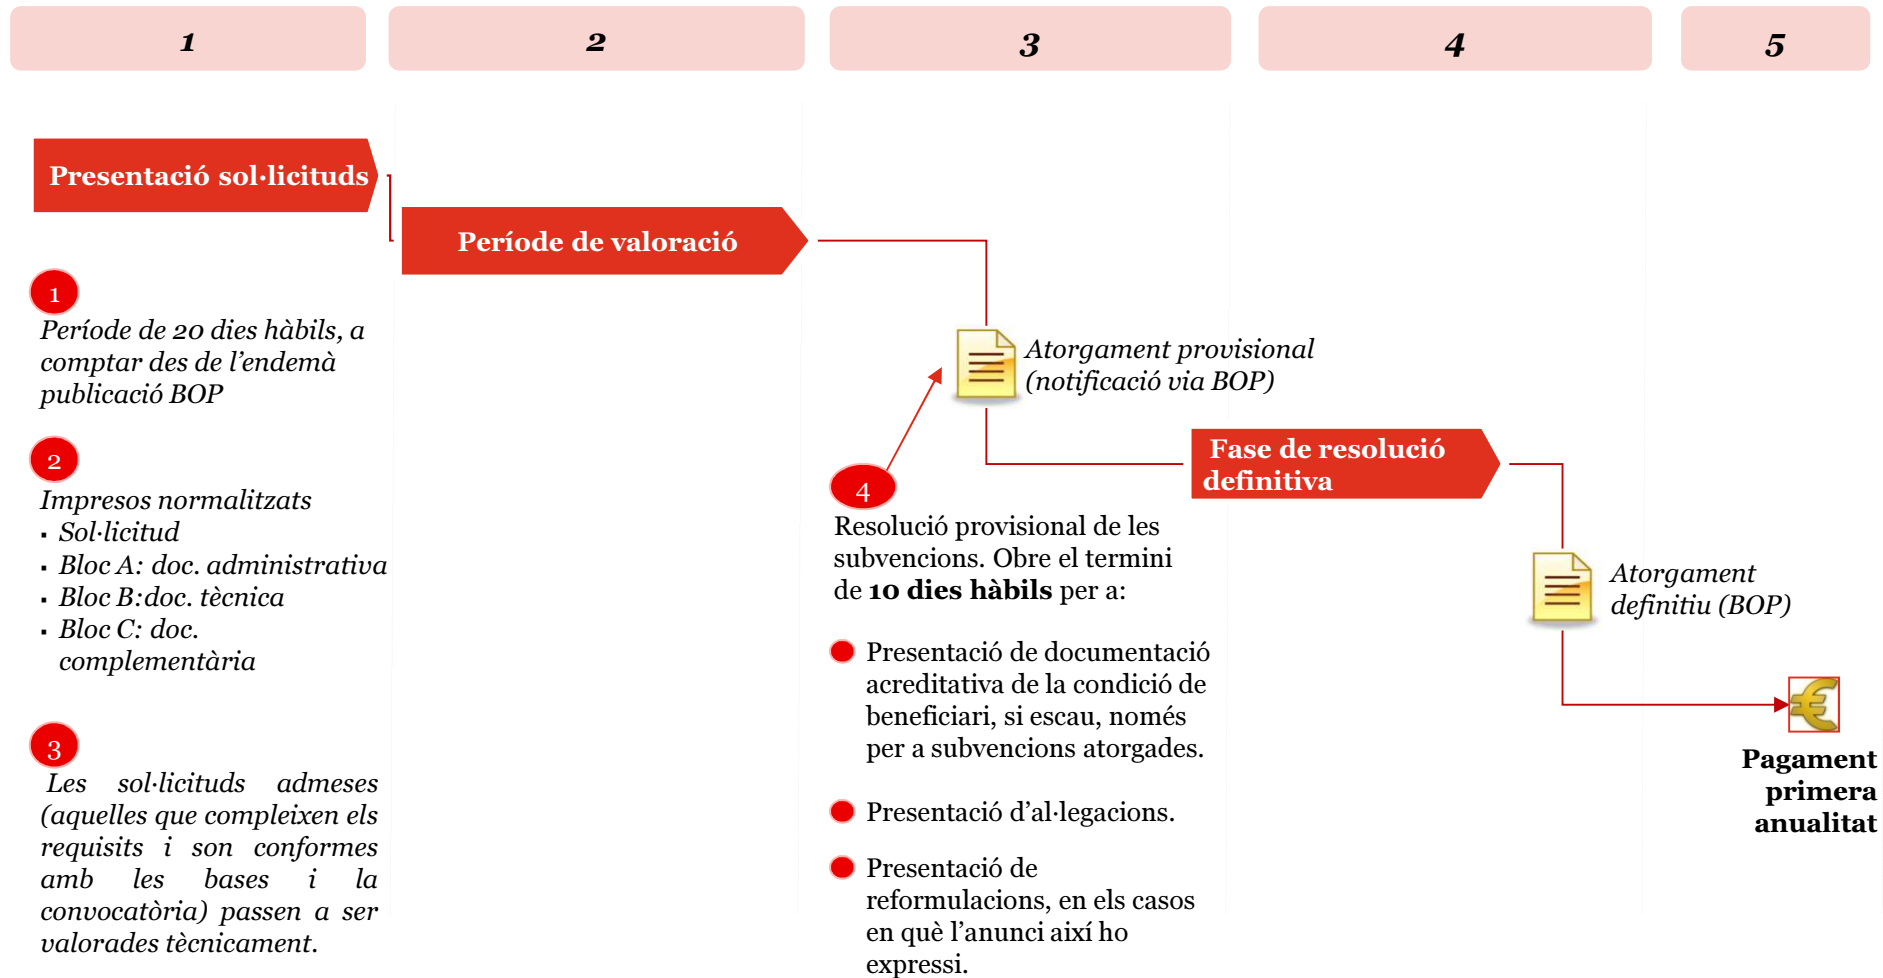 1
2
3
4
5
Presentació sol·licituds
Període de valoració
1
Període de 20 dies hàbils, a
comptar des de l’endemà
publicació BOP
2
Impresos normalitzats
▪ Sol·licitud
▪ Bloc A: doc. administrativa
▪ Bloc B:doc. tècnica
▪ Bloc C: doc.
complementària
3
Les sol·licituds admeses
(aquelles que compleixen els
requisits i son conformes
amb les bases i la
convocatòria) passen a ser
valorades tècnicament.
Atorgament provisional
(notificació via BOP)
4
Resolució provisional de les
subvencions. Obre el termini
de 10 dies hàbils per a:
Presentació de documentació
acreditativa de la condició de
beneficiari, si escau, només
per a subvencions atorgades.
Presentació d’al·legacions.
Presentació de
reformulacions, en els casos
en què l’anunci així ho
expressi.
Fase de resolució
definitiva
Atorgament
definitiu (BOP)
€
Pagament
primera
anualitat